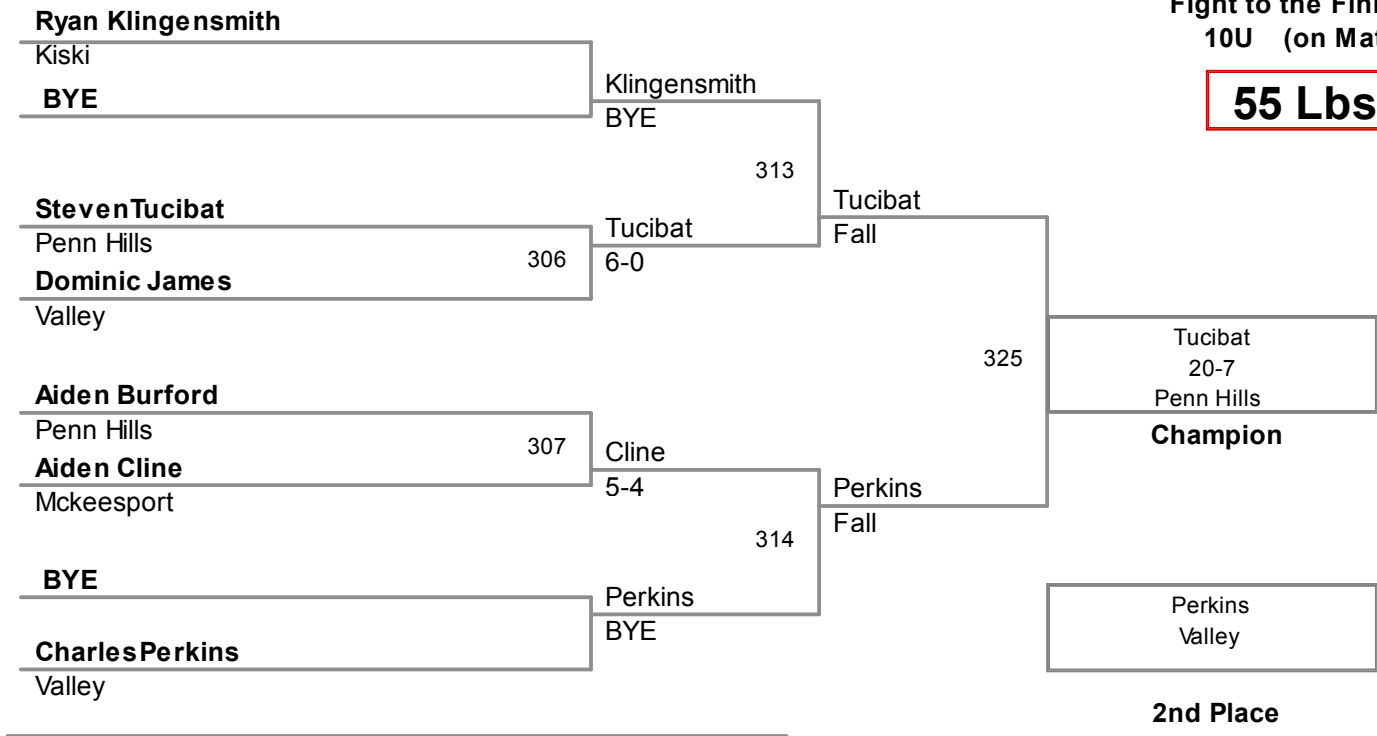 Ryan Klingensmith
Kiski
BYE
Klingensmith
BYE
313
StevenTucibat
Penn Hills
306
Dominic James
Valley
Tucibat
6-0
Tucibat
Fall
Aiden Burford
Penn Hills
307
Aiden Cline
Mckeesport
Cline
5-4
Perkins
Fall
314
BYE
Perkins
BYE
CharlesPerkins
Valley
325
Fight to the
10U (on
55 Lbs
Tucibat
20-7
Penn Hills
Champion
Perkins
Valley
2nd Place